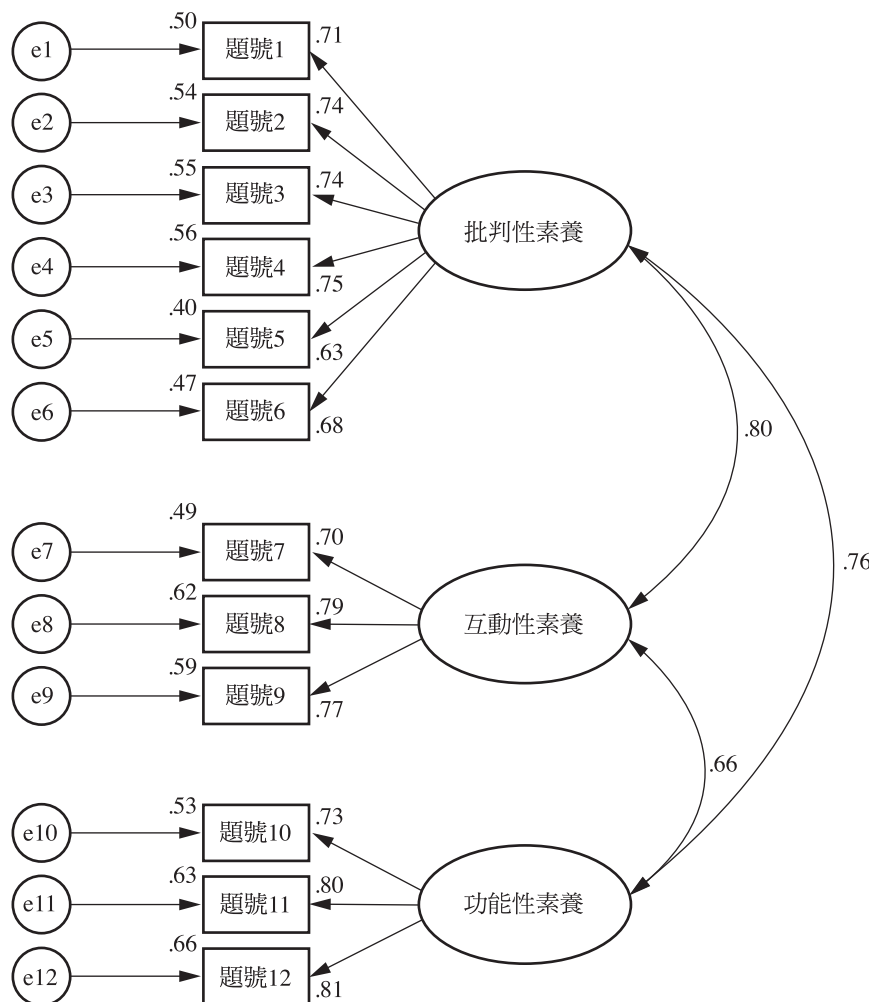 .50
.71
e1
題號1
.54
.74
e2
題號2
.55
.74
e3
題號3
.56
e4
題號4
.75
.40
e5
題號5
.63
.47
e6
題號6
.68
批判性素養
.80
.76
.49
.70
e7
題號7
.62
.79
e8
題號8
.59
e9
題號9
.77
互動性素養
.66
.53
.73
e10
題號10
.63
.80
e11
題號11
.66
e12
題號12
.81
功能性素養